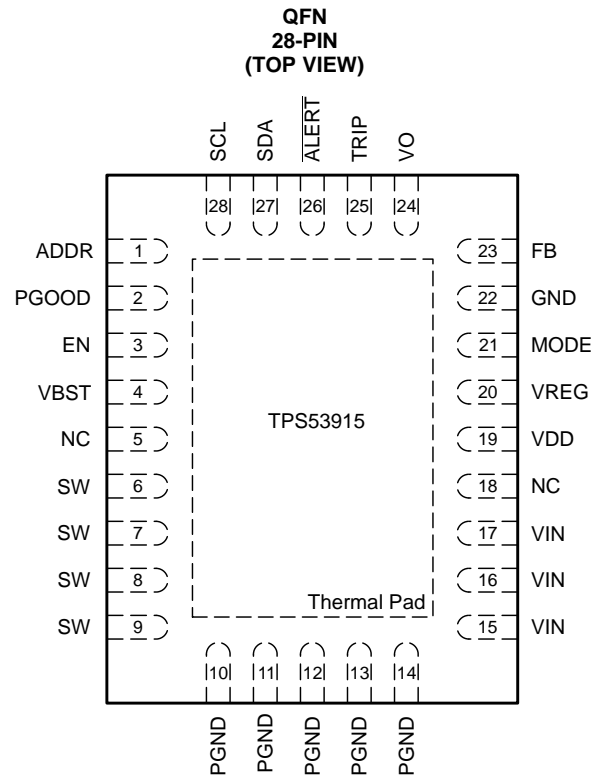 QFN
28-PIN
(TOP VIEW)
SCL
SDA
ALERT
TRIP
VO
28
27
26
25
24
ADDR 1
PGOOD 2
EN 3
VBST 4
NC 5
SW 6
SW 7
SW 8
SW 9
23 FB
22 GND
21 MODE
20 VREG
19 VDD
18 NC
17 VIN
16 VIN
15 VIN
TPS53915
Thermal Pad
10
11
12
13
14
PGND
PGND
PGND
PGND
PGND